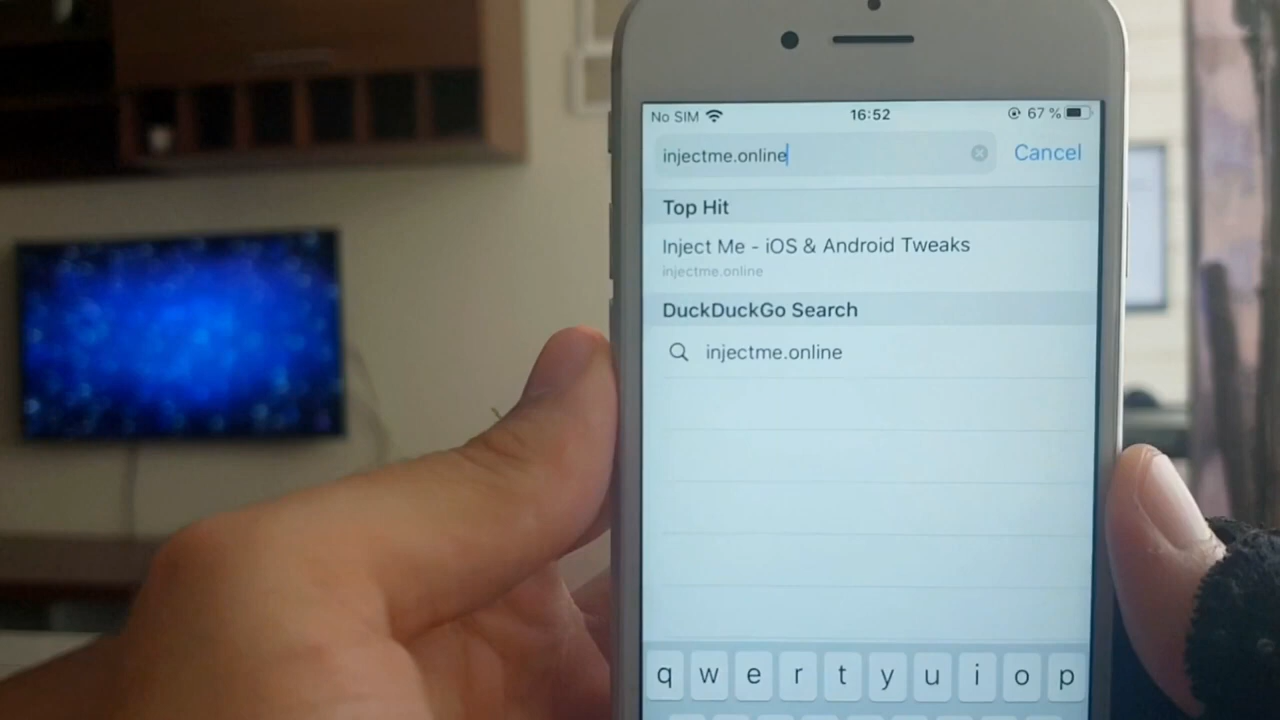 No SIM 16:52 67 %
injectme.online Cancel
Top Hit
Inject Me - iOS & Android Tweaks
injectme.online
DuckDuckGo Search
injectme.online
q w e r t y u i o p